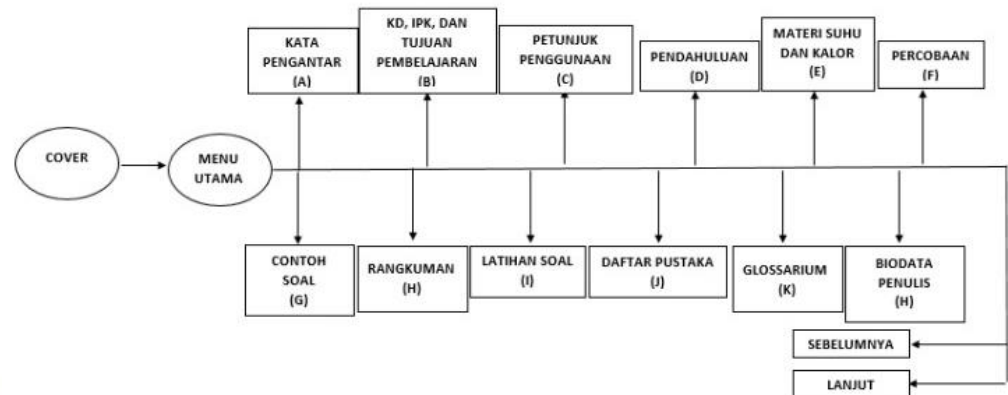 KATA
PENGANTAR
(A)
KD, IPK, DAN
TUJUAN
PEMBELAJARAN
(B)
PETUNJUK
PENGGUNAAN
(C)
PENDAHULUAN
(D)
MATERI SUHU
DAN KALOR
(E)
PERCOBAAN
(F)
COVER
MENU
UTAMA
CONTOH
SOAL
(G)
RANGKUMAN
(H)
LATIHAN SOAL
(I)
DAFTAR PUSTAKA
(J)
GLOSSARIUM
(K)
BIODATA
PENULIS
(H)
SEBELUMNYA
LANJUT